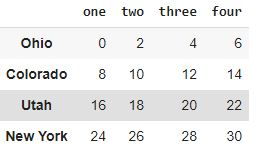 one two three four
Ohio 0 2 4 6
Colorado 8 10 12 14
Utah 16 18 20 22
New York 24 26 28 30